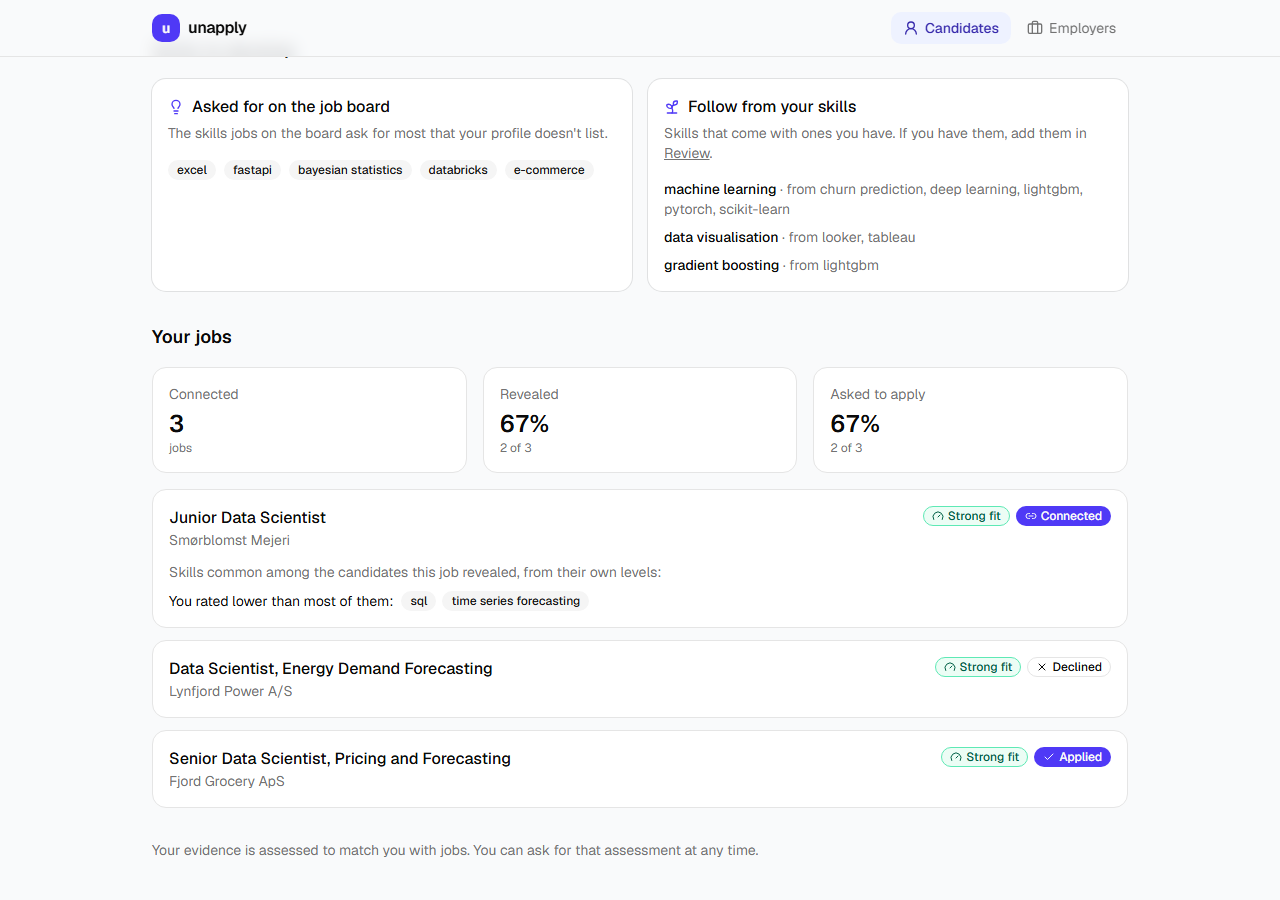 u unapply
Candidates
Employers
Asked for on the job board
The skills jobs on the board ask for most that your profile doesn't list.
excel
fastapi
bayesian statistics
databricks
e-commerce
Follow from your skills
Skills that come with ones you have. If you have them, add them in
Review.
machine learning · from churn prediction, deep learning, lightgbm,
pytorch, scikit-learn
data visualisation · from looker, tableau
gradient boosting · from lightgbm
Your jobs
Connected
3
jobs
Revealed
67%
2 of 3
Asked to apply
67%
2 of 3
Junior Data Scientist
Strong fit
Connected
Smørblomst Mejeri
Skills common among the candidates this job revealed, from their own levels:
You rated lower than most of them: sql time series forecasting
Data Scientist, Energy Demand Forecasting
Strong fit
Declined
Lynfjord Power A/S
Senior Data Scientist, Pricing and Forecasting
Strong fit
Applied
Fjord Grocery ApS
Your evidence is assessed to match you with jobs. You can ask for that assessment at any time.